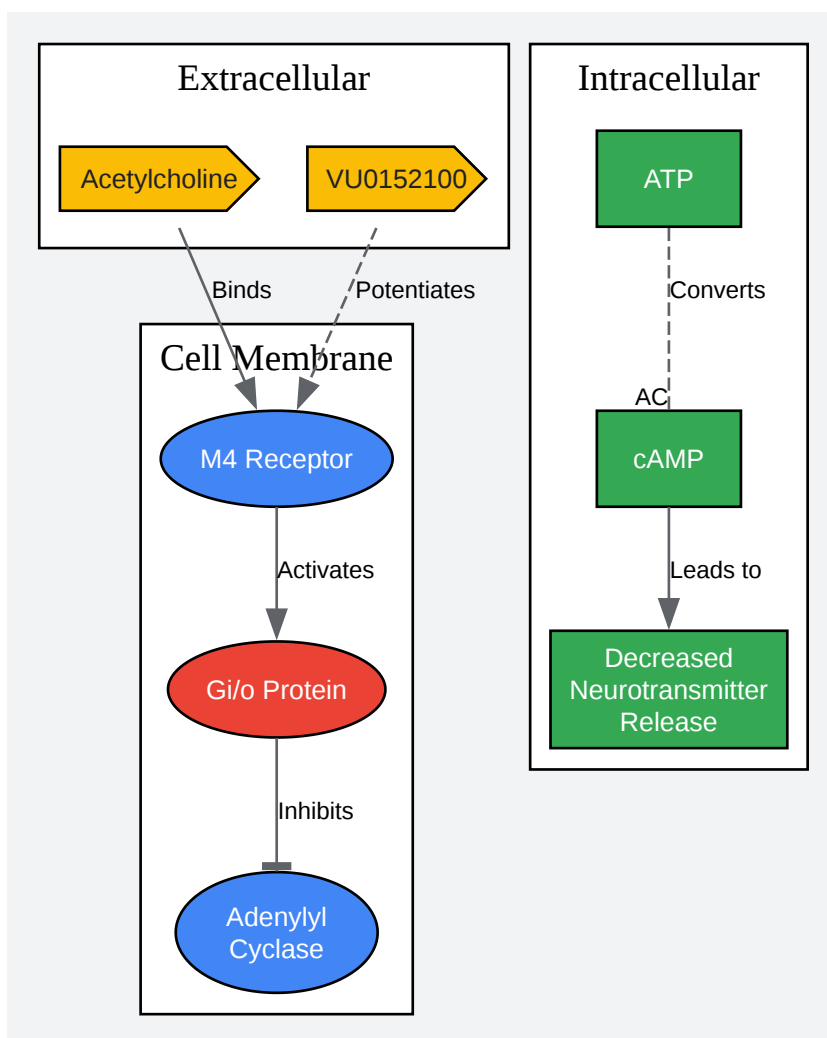 Extracellular
Acetylcholine
VU0152100
Binds
Potentiates
Cell Membrane
M4 Receptor
Activates
Gi/o Protein
Inhibits
Adenylyl
Cyclase
Intracellular
ATP
Converts
AC
cAMP
Leads to
Decreased
Neurotransmitter
Release